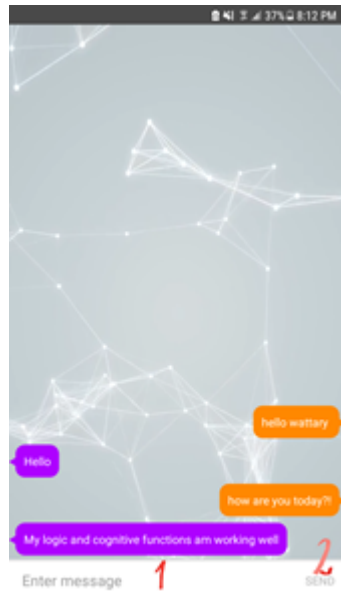 37% 8:12 PM
hello wattary
Hello
how are you today?!
My logic and cognitive functions am working well
Enter message 1
2
SEND